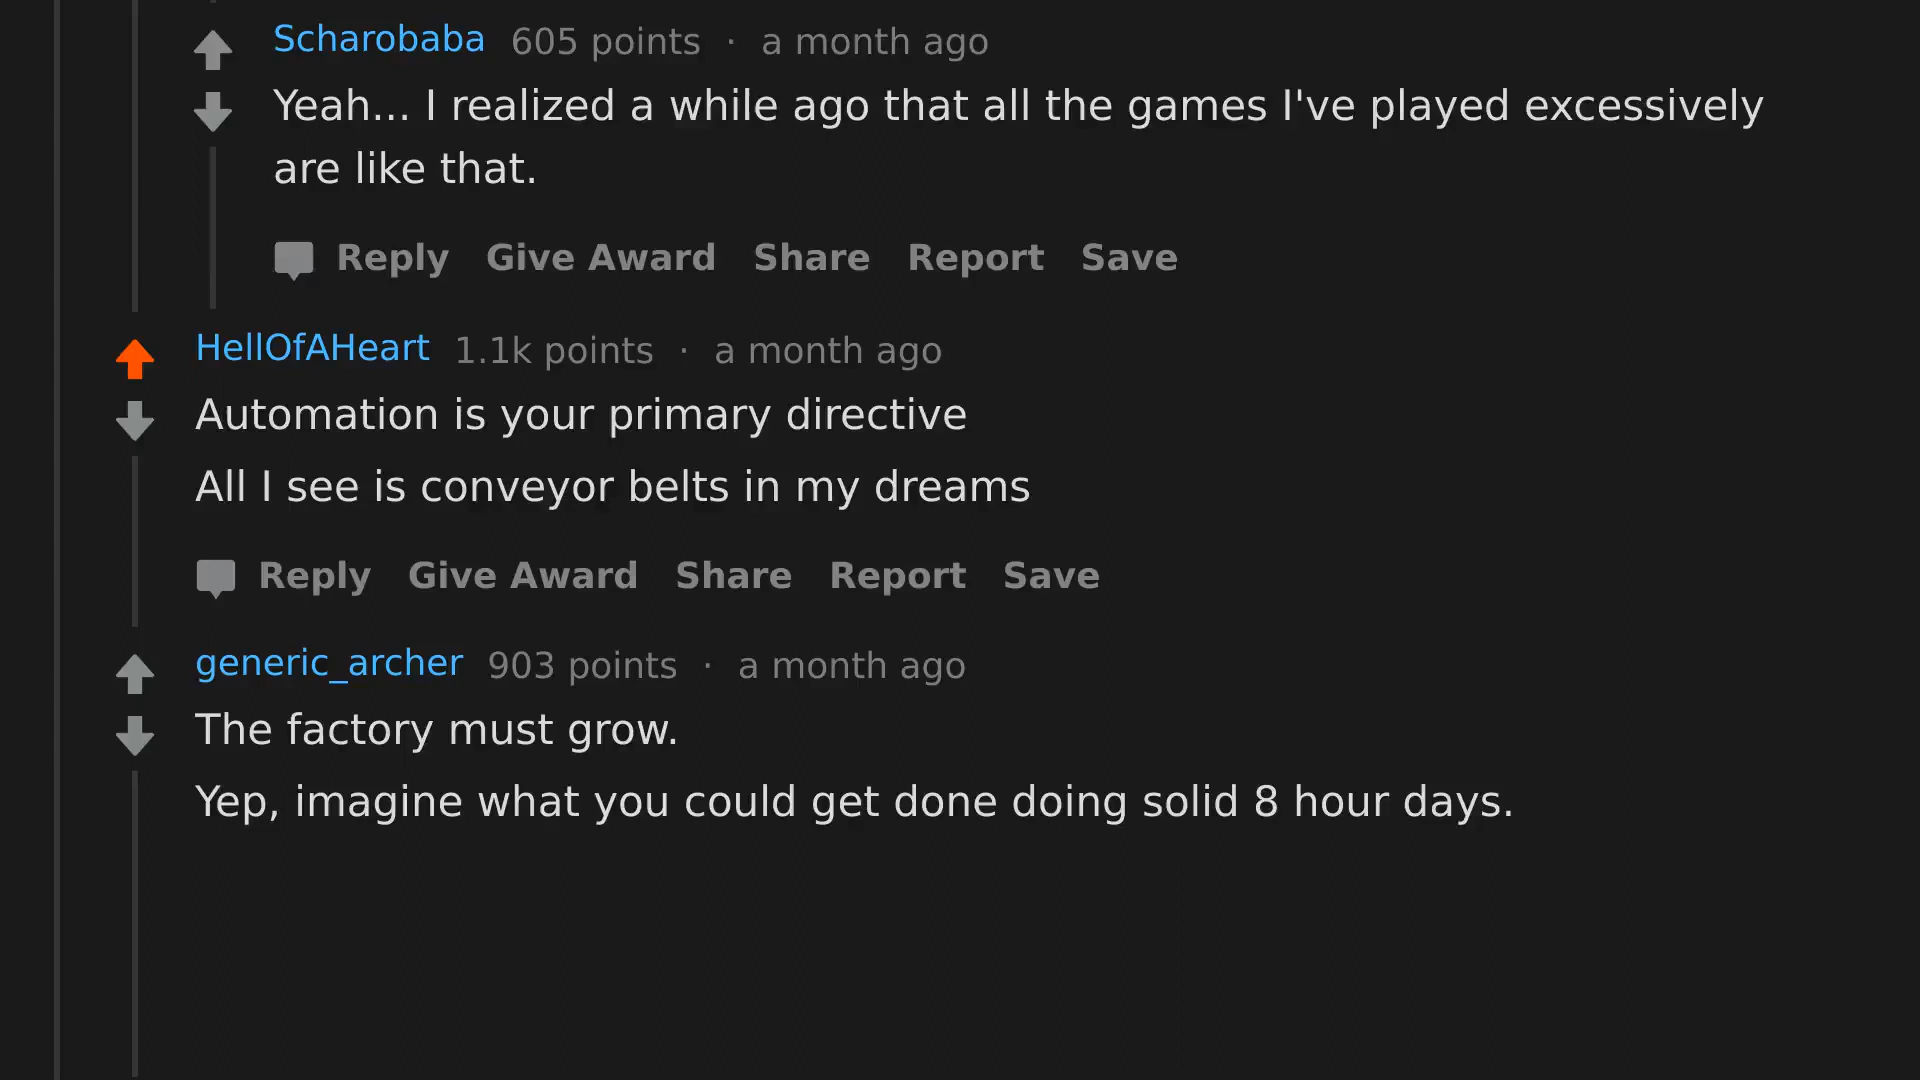 Scharobaba 605 points · a month ago
Yeah... I realized a while ago that all the games I've played excessively
are like that.
Reply Give Award Share Report Save
HellOfAHeart 1.1k points · a month ago
Automation is your primary directive
All I see is conveyor belts in my dreams
Reply Give Award Share Report Save
generic_archer 903 points · a month ago
The factory must grow.
Yep, imagine what you could get done doing solid 8 hour days.